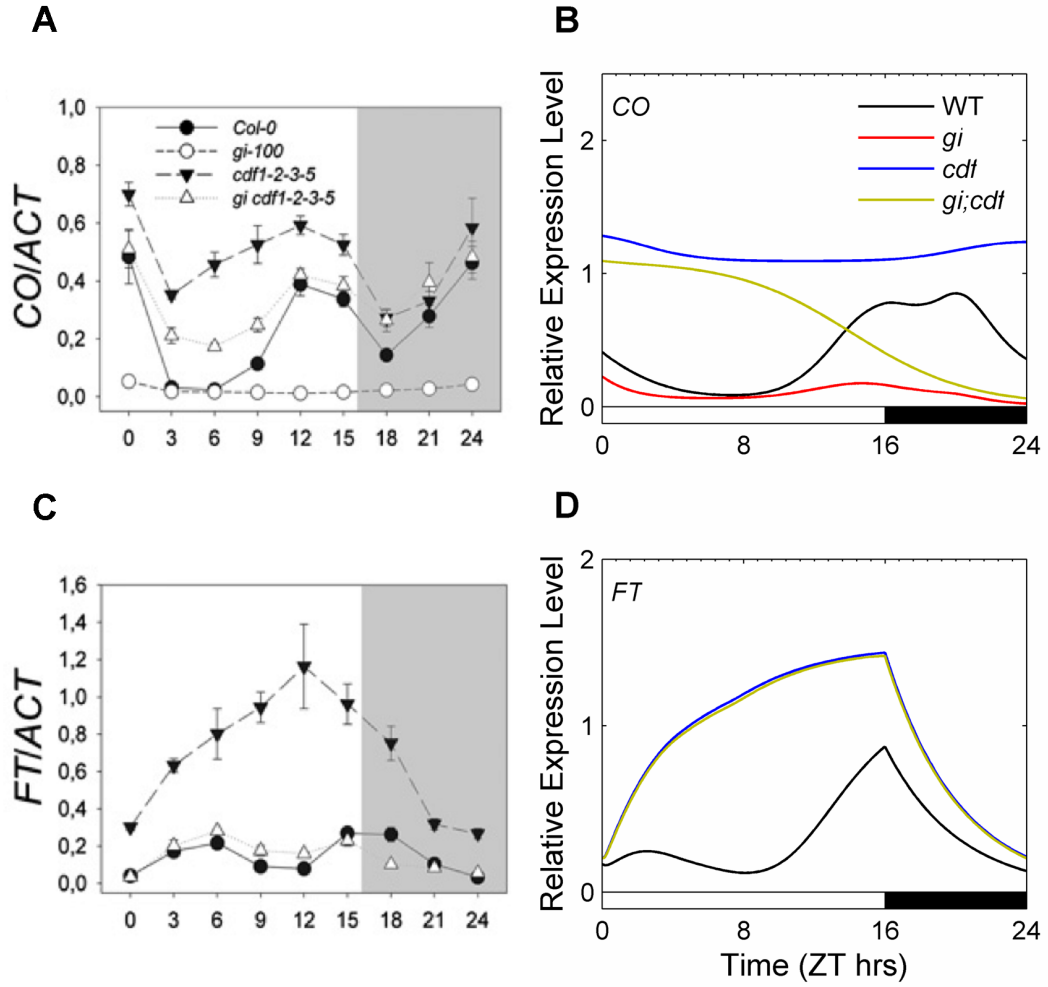 A
CO/ACT
1,0
0,8
0,6
0,4
0,2
0,0
Col-0
gi-100
cdf1-2-3-5
gi cdf1-2-3-5
0 3 6 9 12 15 18 21 24
B
Relative Expression Level
2
1
0
CO
WT
gi
cdf
gi;cdf
0 8 16 24
C
FT/ACT
1,6
1,4
1,2
1,0
0,8
0,6
0,4
0,2
0,0
0 3 6 9 12 15 18 21 24
D
Relative Expression Level
2
1
0
FT
0 8 16 24
Time (ZT hrs)